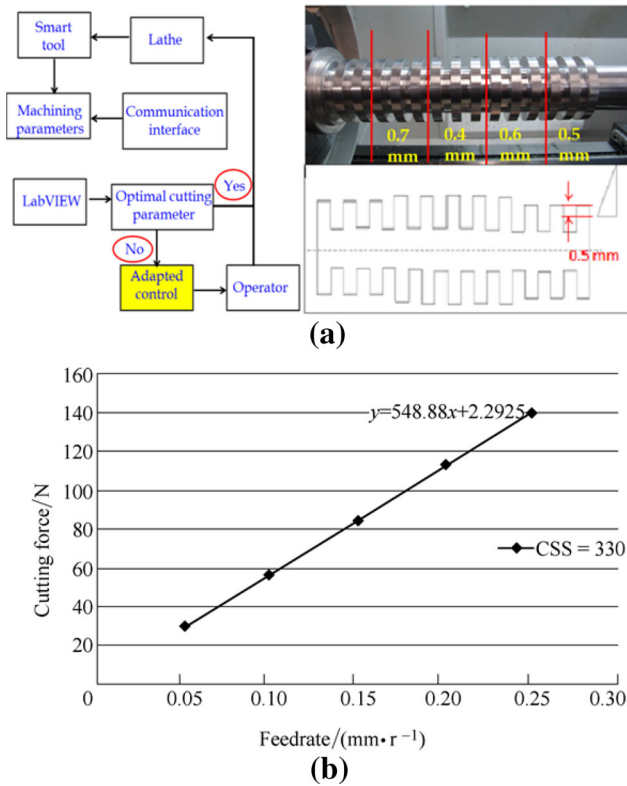 Smart
tool
Lathe
Machining
parameters
Communication
interface
LabVIEW
Optimal cutting
parameter
Yes
No
Adapted
control
Operator
0.7
mm
0.4
mm
0.6
mm
0.5
mm
0.5 mm
(a)
160
140
120
100
80
60
40
20
0
y=548.88x+2.2925
CSS = 330
0.05
0.10
0.15
0.20
0.25
0.30
Cutting force/N
Feedrate/(mm•r⁻¹)
(b)